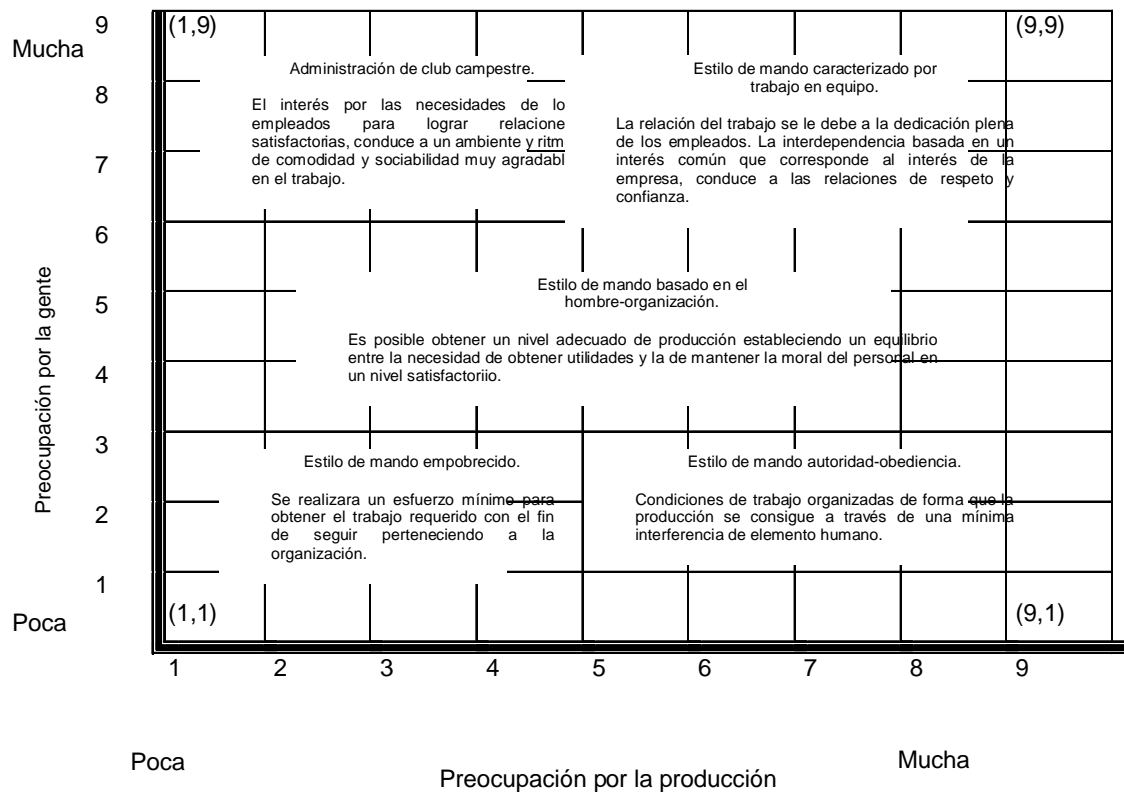 9
Mucha
(1,9)
(9,9)
Administración de club campestre.
El interés por las necesidades de lo
empleados para lograr relacione
satisfactorias, conduce a un ambiente y ritm
de comodidad y sociabilidad muy agradabl
en el trabajo.
Estilo de mando caracterizado por
trabajo en equipo.
La relación del trabajo se le debe a la dedicación plena
de los empleados. La interdependencia basada en un
interés común que corresponde al interés de la
empresa, conduce a las relaciones de respeto y
confianza.
8
7
6
Preocupación por la gente
5
4
3
2
1
Estilo de mando basado en el
hombre-organización.
Es posible obtener un nivel adecuado de producción estableciendo un equilibrio
entre la necesidad de obtener utilidades y la de mantener la moral del personal en
un nivel satisfactoriio.
Estilo de mando empobrecido.
Se realizara un esfuerzo mínimo para
obtener el trabajo requerido con el fin
de seguir perteneciendo a la
organización.
Estilo de mando autoridad-obediencia.
Condiciones de trabajo organizadas de forma que la
producción se consigue a través de una mínima
interferencia de elemento humano.
Poca
(1,1)
(9,1)
1 2 3 4 5 6 7 8 9
Poca
Mucha
Preocupación por la producción